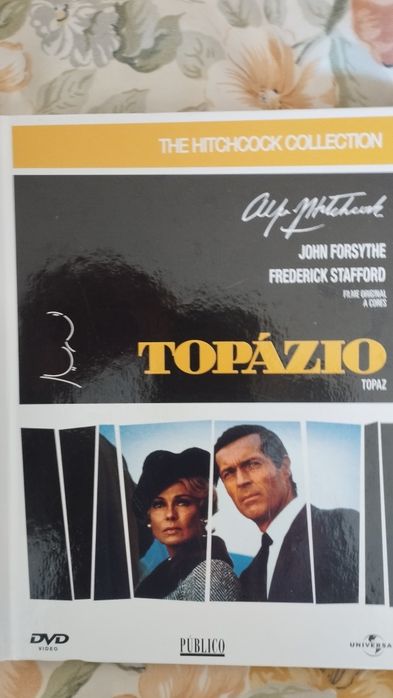 THE HITCHCOCK COLLECTION
Alfred Hitchcock
JOHN FORSYTHE
FREDERICK STAFFORD
FILME ORIGINAL
A CORES
TOPÁZIO
TOPAZ
DVD
VIDEO
PÚBLICO
UNIVERSAL